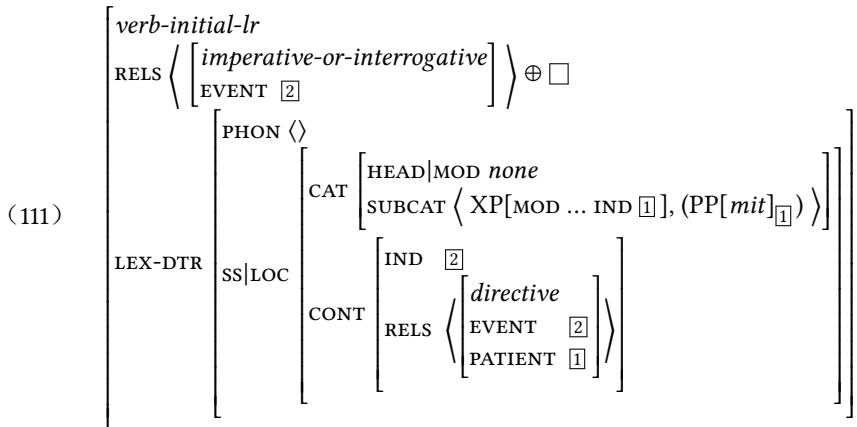 (111)
verb-initial-lr
RELS ⟨ [ imperative-or-interrogative
EVENT [2] ] ⟩ ⊕ □
LEX-DTR
PHON ⟨⟩
SS|LOC
CAT [ HEAD|MOD none
SUBCAT ⟨ XP[MOD … IND [1]], (PP[mit][1]) ⟩ ]
CONT
IND [2]
RELS ⟨ [ directive
EVENT [2]
PATIENT [1] ] ⟩